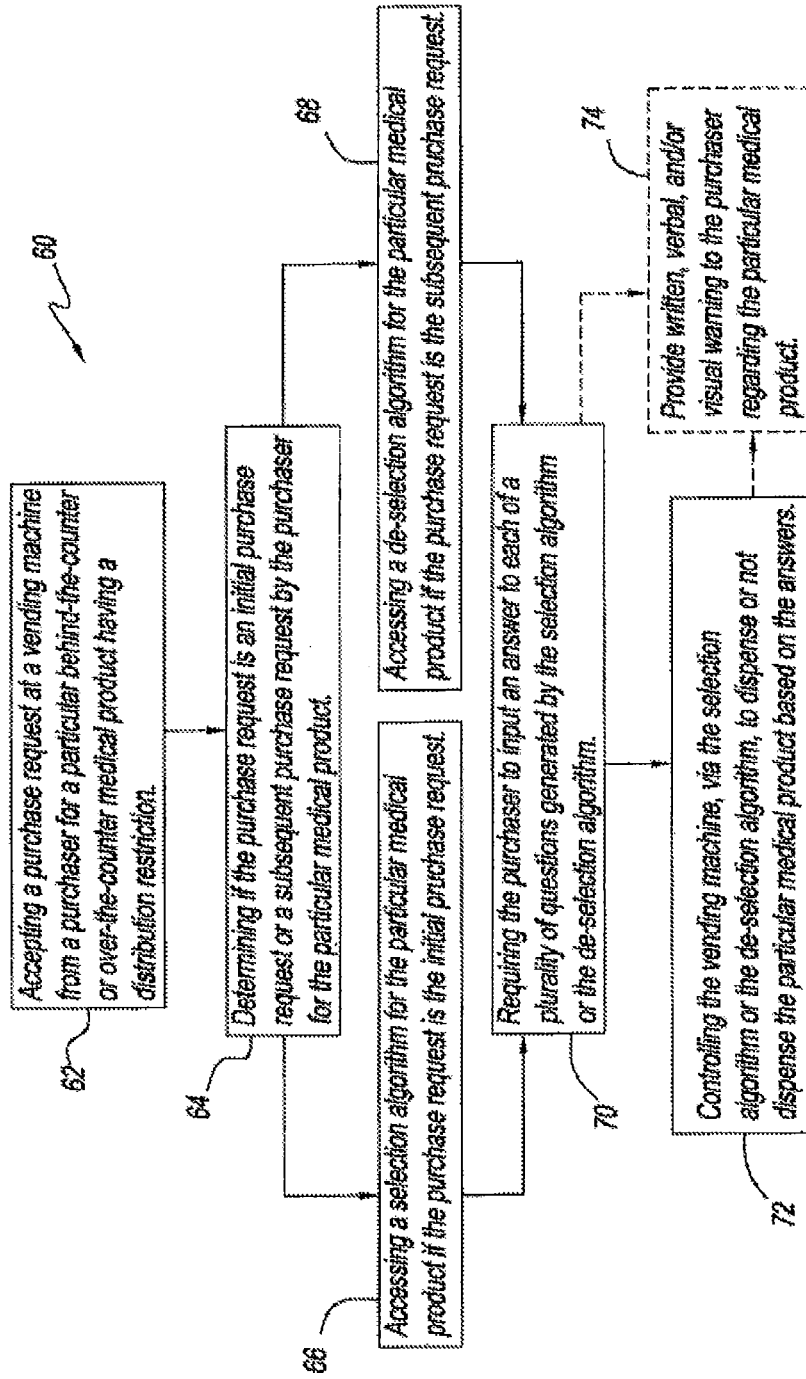 60
Accepting a purchase request at a vending machine
from a purchaser for a particular behind-the-counter
or over-the-counter medical product having a
distribution restriction.
62
64
Determining if the purchase request is an initial purchase
request or a subsequent purchase request by the purchaser
for the particular medical product.
66
Accessing a selection algorithm for the particular medical
product if the purchase request is the initial pruchase request.
68
Accessing a de-selection algorithm for the particular medical
product if the purchase request is the subsequent pruchase request.
Requiring the purchaser to input an answer to each of a
plurality of questions generated by the selection algorithm
or the de-selection algorithm.
70
Controlling the vending machine, via the selection
algorithm or the de-selection algorithm, to dispense or not
dispense the particular medical product based on the answers.
72
74
Provide written, verbal, and/or
visual warning to the purchaser
regarding the particular medical
product.